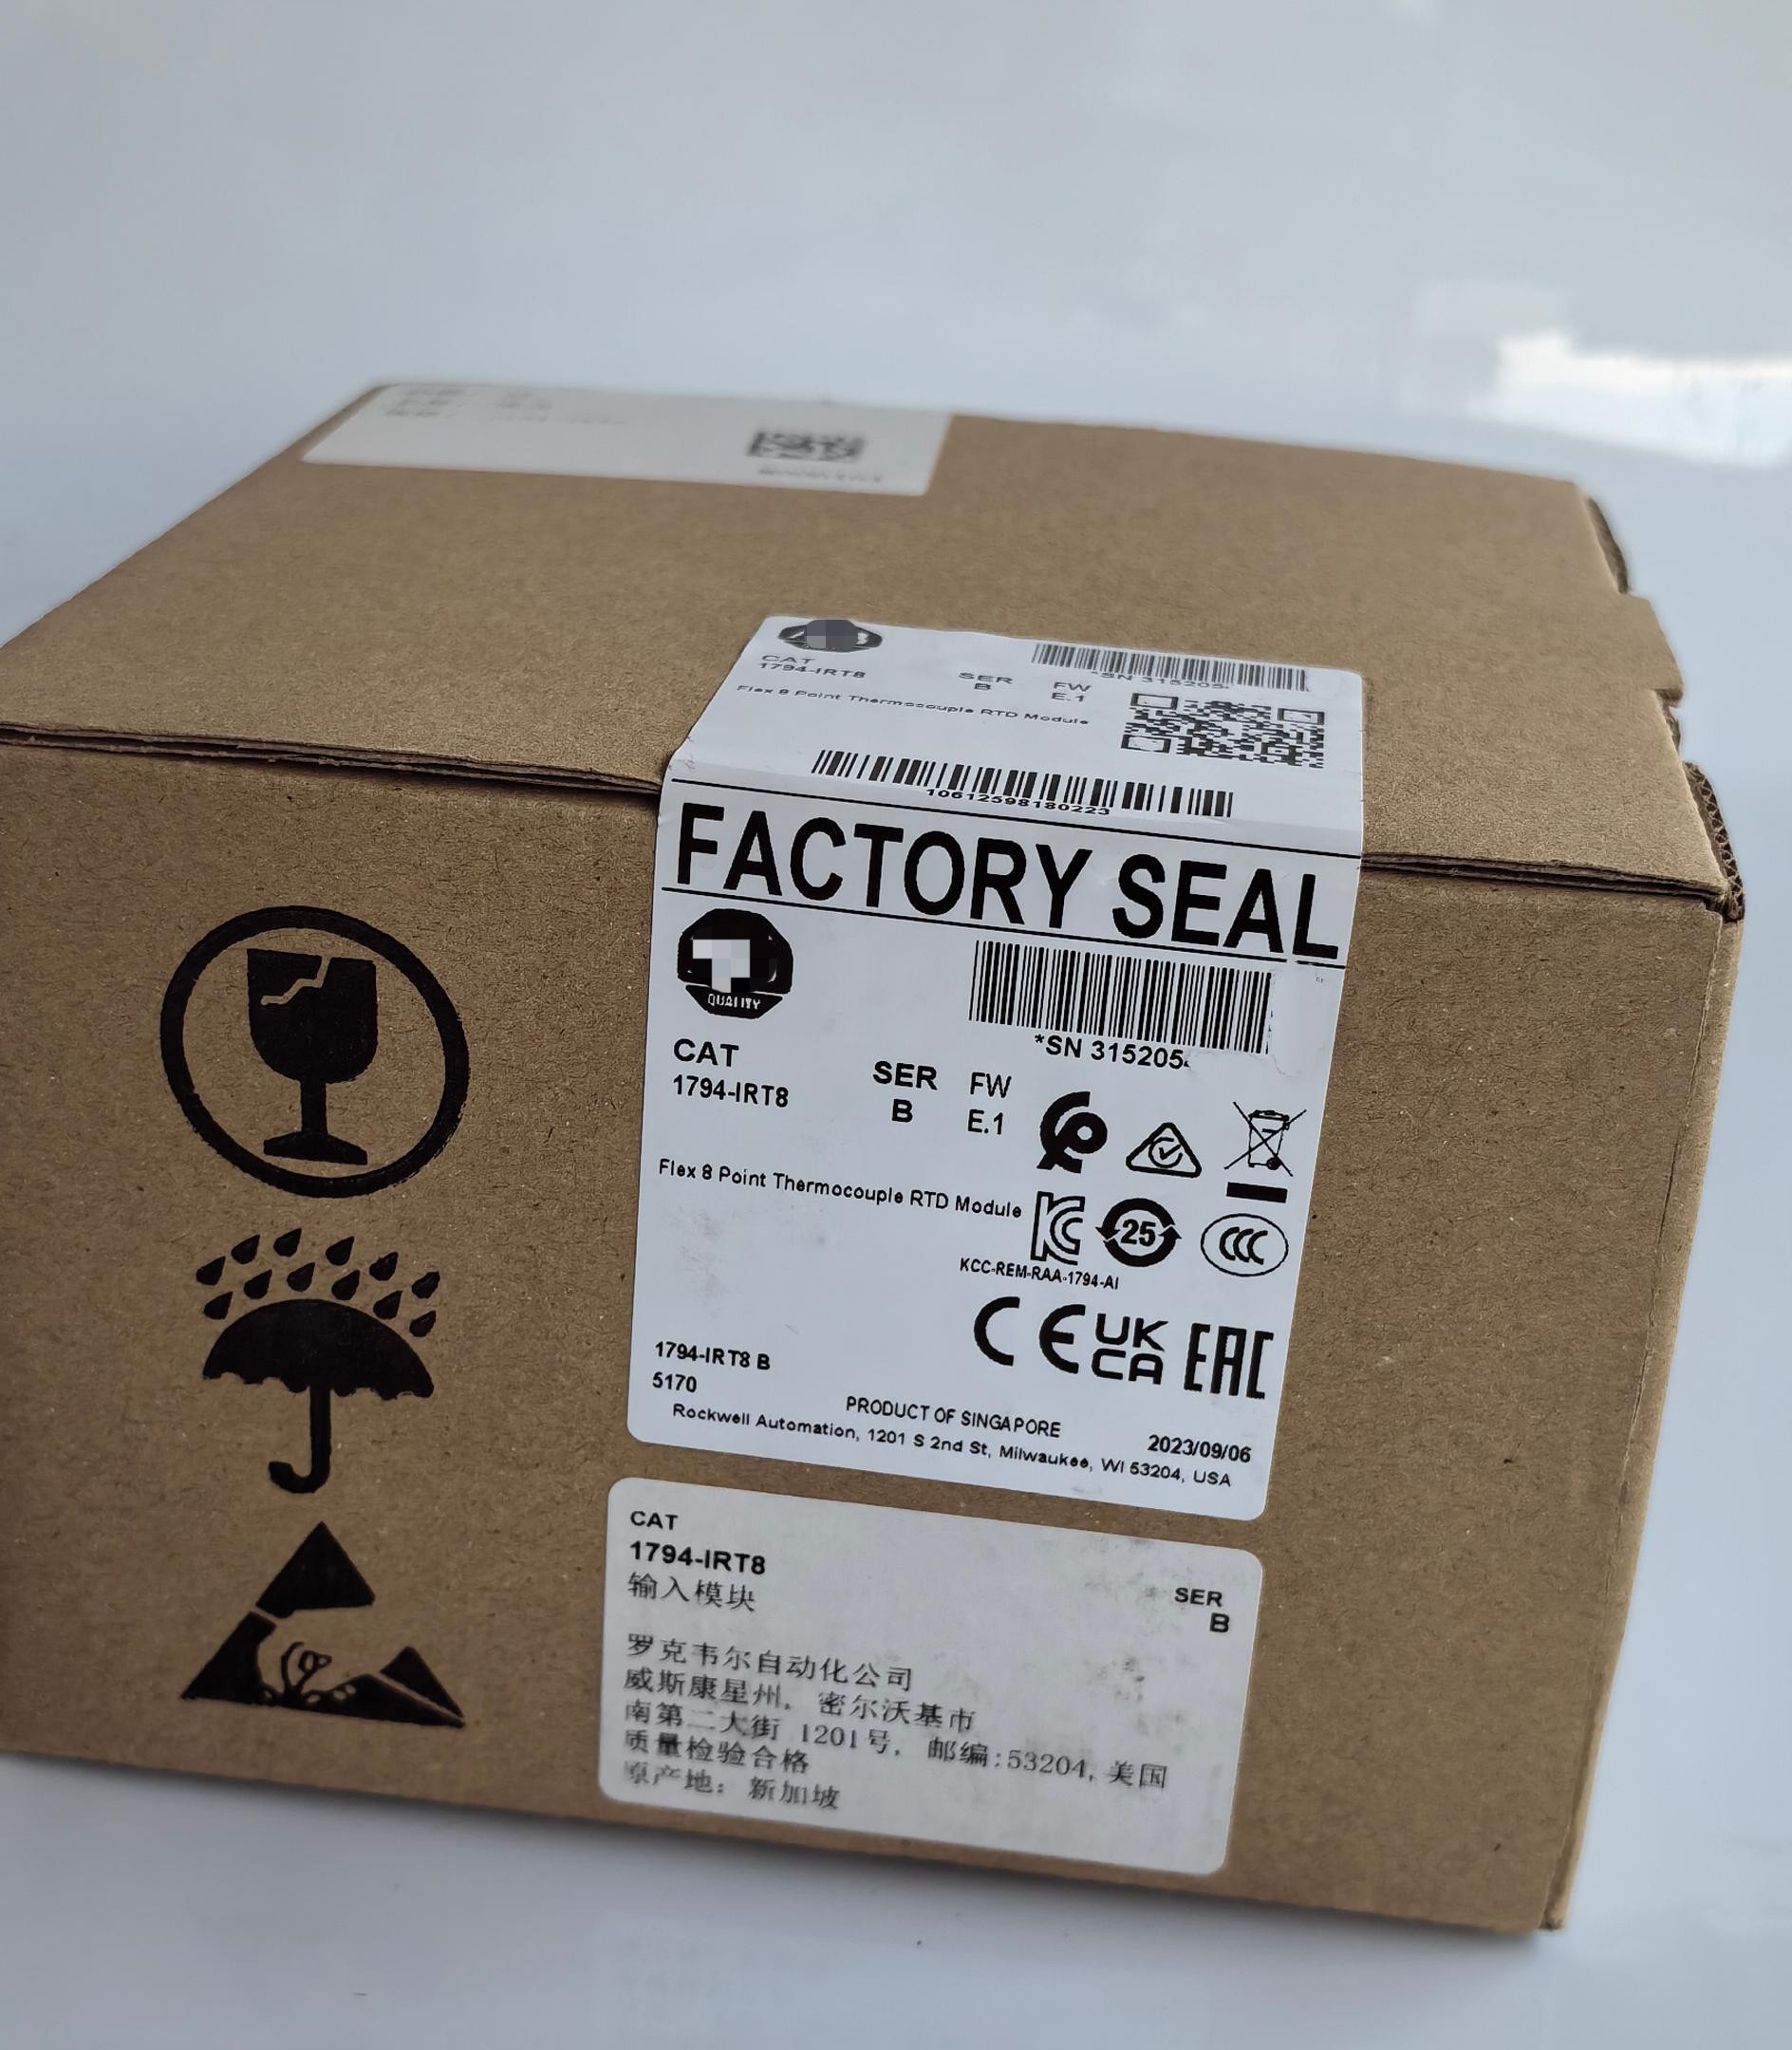 CAT
1794-IRT8
SER
B
FW
E.1
*SN 315205
Flex 8 Point Thermocouple RTD Module
10612598180223
FACTORY SEAL
QUALITY
*SN 315205
CAT
1794-IRT8
SER
B
FW
E.1
Flex 8 Point Thermocouple RTD Module
25
CCC
KCC-REM-RAA-1794-AI
CE
UK
CA
EAC
1794-IRT8 B
5170
PRODUCT OF SINGAPORE
2023/09/06
Rockwell Automation, 1201 S 2nd St, Milwaukee, WI 53204, USA
CAT
1794-IRT8
输入模块
SER
B
罗克韦尔自动化公司
威斯康星州，密尔沃基市
南第二大街 1201号，邮编:53204, 美国
质量检验合格
原产地：新加坡